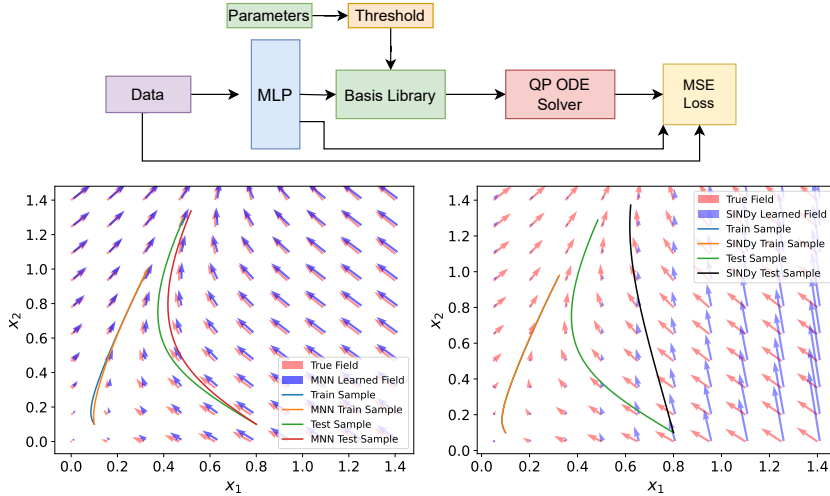 Parameters
Threshold
Data
MLP
Basis Library
QP ODE
Solver
MSE
Loss
1.4
1.2
1.0
0.8
0.6
0.4
0.2
0.0
x2
0.0 0.2 0.4 0.6 0.8 1.0 1.2 1.4
x1
True Field
MNN Learned Field
Train Sample
MNN Train Sample
Test Sample
MNN Test Sample
1.4
1.2
1.0
0.8
0.6
0.4
0.2
0.0
x2
0.0 0.2 0.4 0.6 0.8 1.0 1.2 1.4
x1
True Field
SINDy Learned Field
Train Sample
SINDy Train Sample
Test Sample
SINDy Test Sample